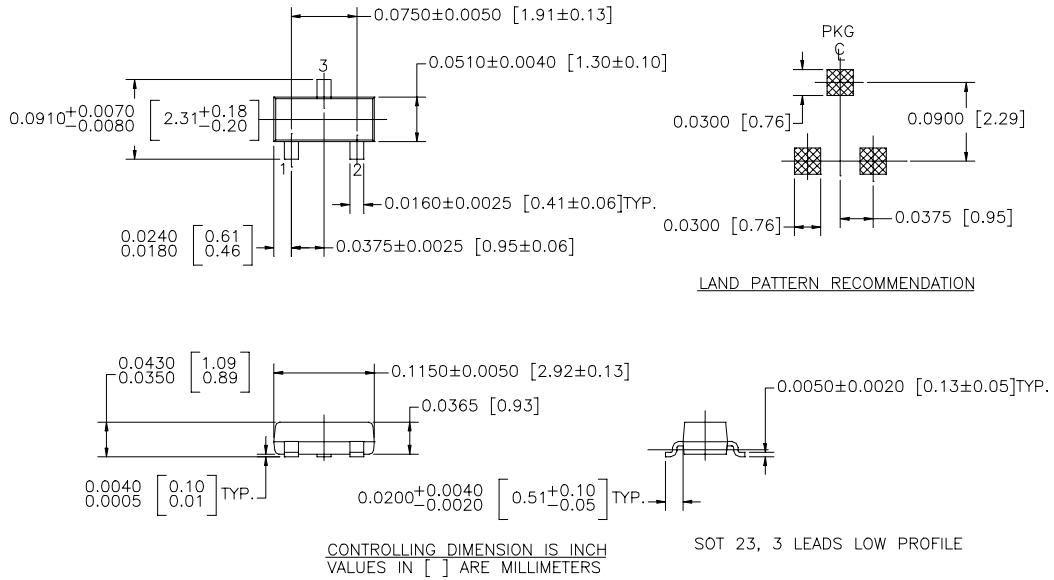 0.0750±0.0050 [1.91±0.13]
3
0.0510±0.0040 [1.30±0.10]
0.0910+0.0070 -0.0080 [2.31+0.18 -0.20]
1
2
0.0160±0.0025 [0.41±0.06]TYP.
0.0240 [0.61
0.0180 0.46]
0.0375±0.0025 [0.95±0.06]
PKG
CL
0.0300 [0.76]
0.0900 [2.29]
0.0300 [0.76]
0.0375 [0.95]
LAND PATTERN RECOMMENDATION
0.0430 [1.09
0.0350 0.89]
0.1150±0.0050 [2.92±0.13]
0.0365 [0.93]
0.0050±0.0020 [0.13±0.05]TYP.
0.0040 [0.10
0.0005 0.01] TYP.
0.0200+0.0040 -0.0020 [0.51+0.10 -0.05] TYP.
CONTROLLING DIMENSION IS INCH
VALUES IN [ ] ARE MILLIMETERS
SOT 23, 3 LEADS LOW PROFILE